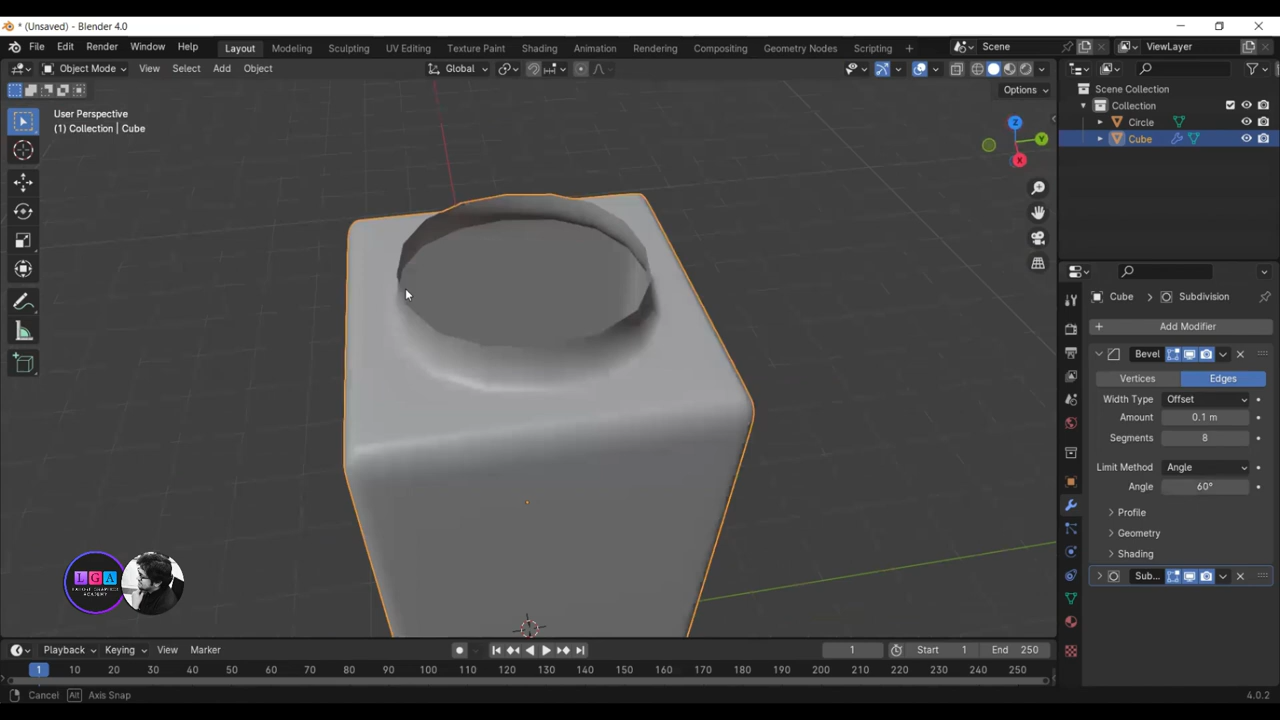 * (Unsaved) - Blender 4.0
File Edit Render Window Help Layout Modeling Sculpting UV Editing Texture Paint Shading Animation Rendering Compositing Geometry Nodes Scripting + Scene ViewLayer
Object Mode View Select Add Object Global
Options
User Perspective
(1) Collection | Cube
Z
Y
X
Scene Collection
Collection
Circle
Cube
Cube > Subdivision
+ Add Modifier
Bevel
Vertices Edges
Width Type Offset
Amount 0.1 m
Segments 8
Limit Method Angle
Angle 60°
Profile
Geometry
Shading
Sub...
LGA
Playback Keying View Marker 1 Start 1 End 250
1 10 20 30 40 50 60 70 80 90 100 110 120 130 140 150 160 170 180 190 200 210 220 230 240 250
Cancel Alt Axis Snap 4.0.2